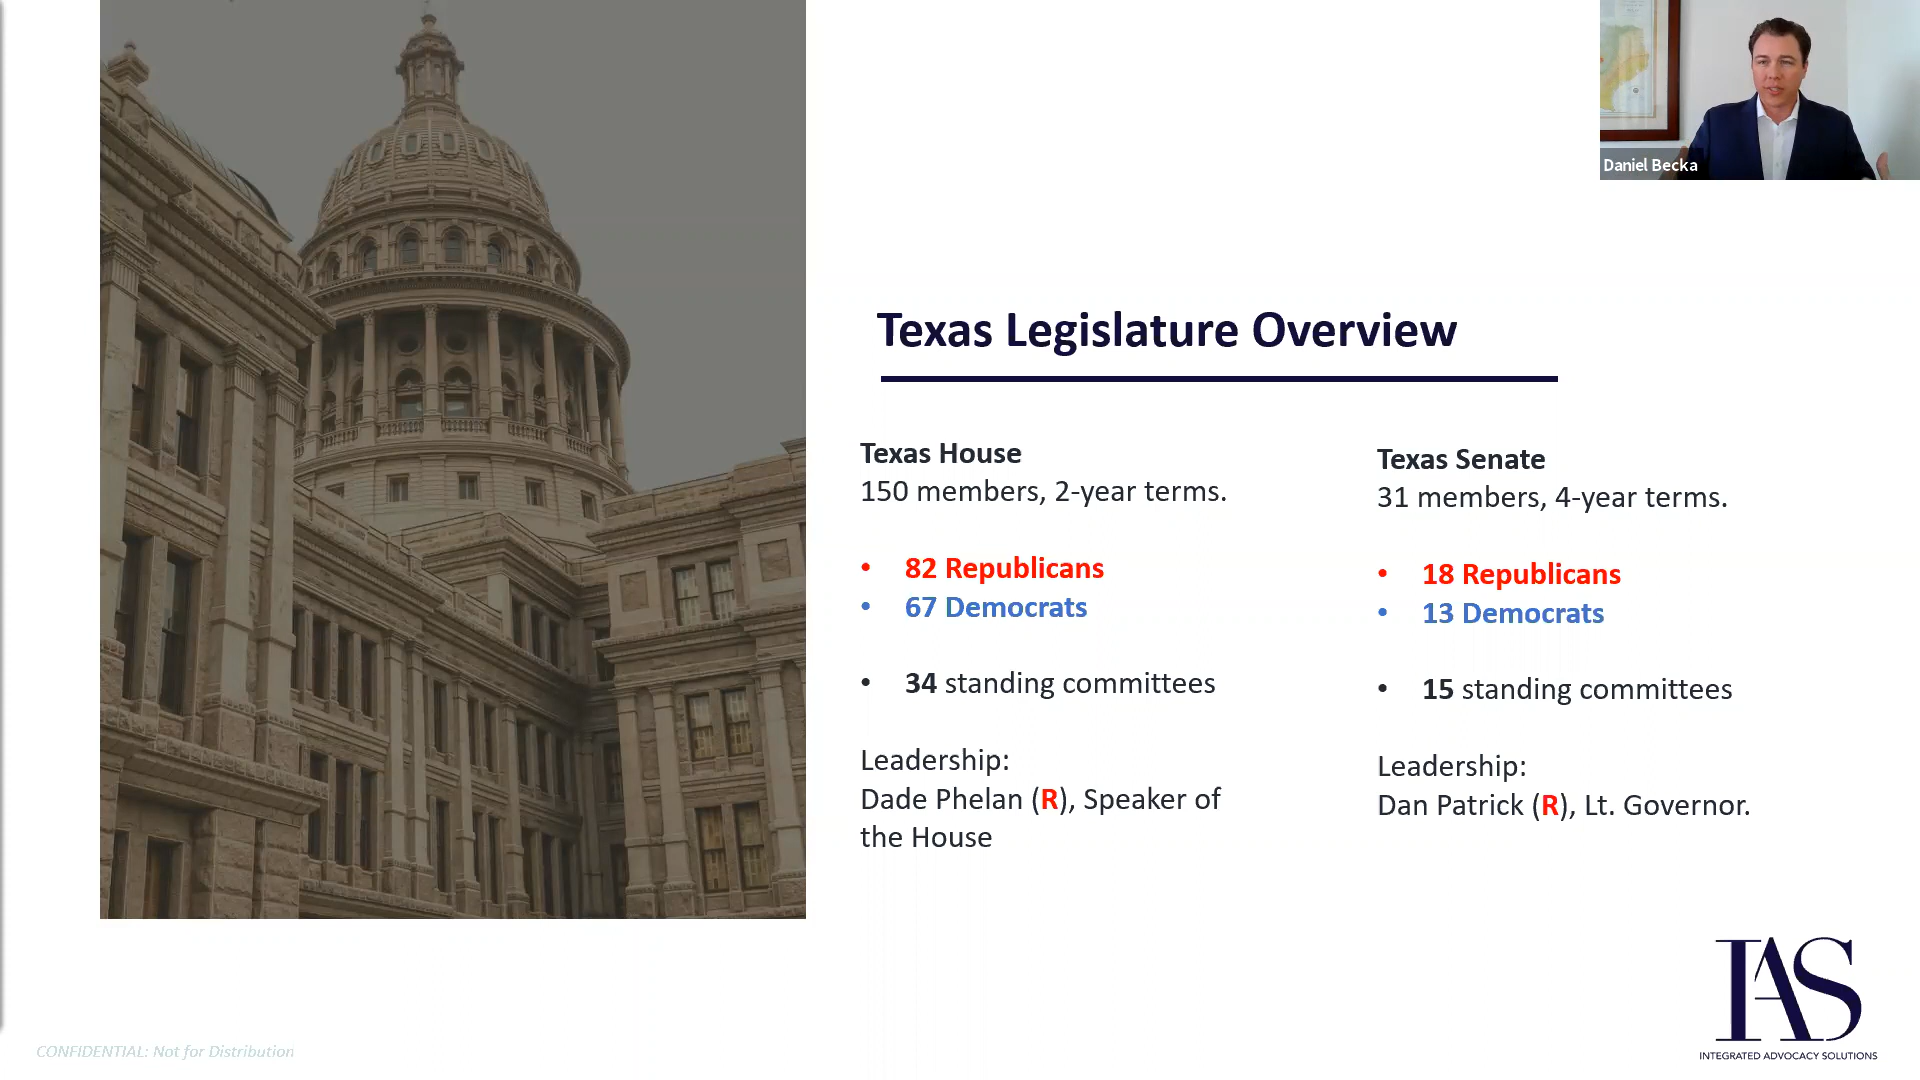 Daniel Becka
Texas Legislature Overview
Texas House
150 members, 2-year terms.
• 82 Republicans
• 67 Democrats
• 34 standing committees
Leadership:
Dade Phelan (R), Speaker of
the House
Texas Senate
31 members, 4-year terms.
• 18 Republicans
• 13 Democrats
• 15 standing committees
Leadership:
Dan Patrick (R), Lt. Governor.
IAS
INTEGRATED ADVOCACY SOLUTIONS
CONFIDENTIAL: Not for Distribution